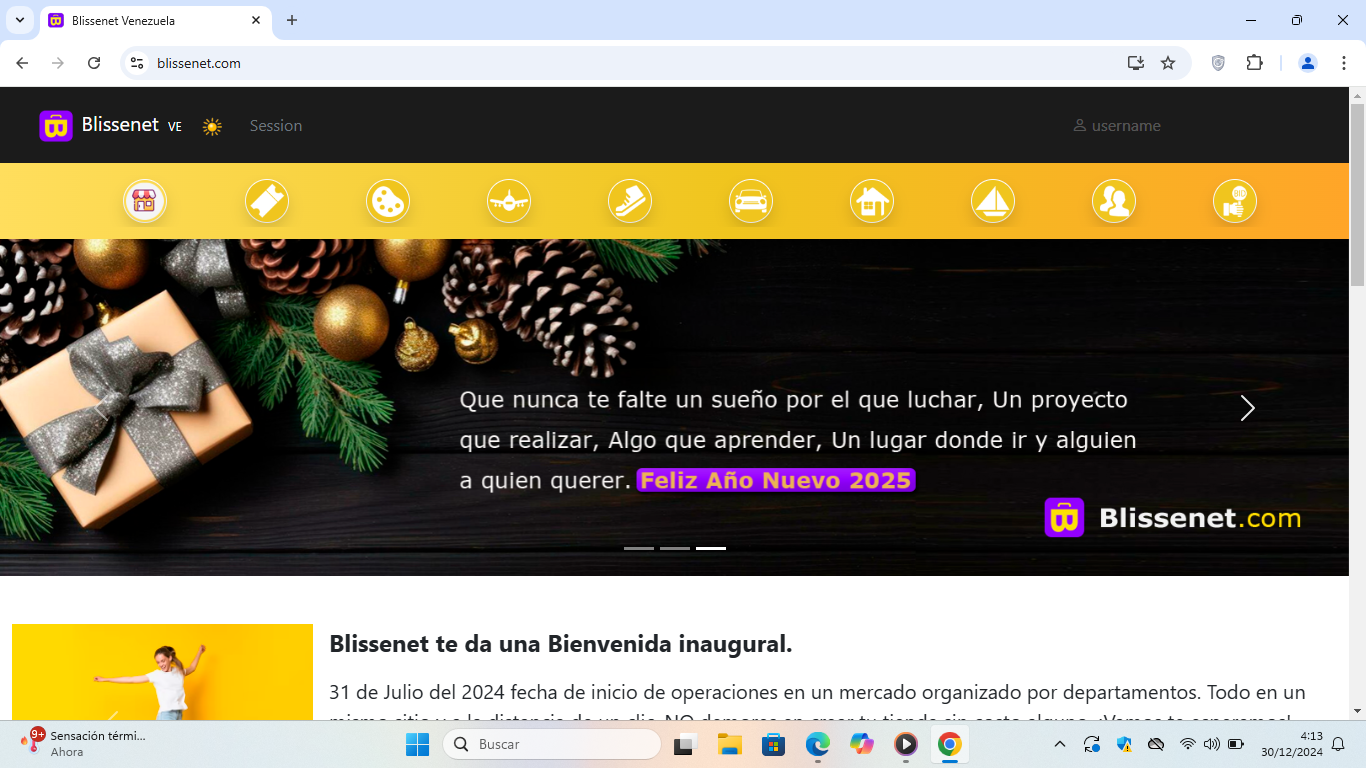 Blissenet Venezuela
blissenet.com
Blissenet VE
Session
username
BID
Que nunca te falte un sueño por el que luchar, Un proyecto
que realizar, Algo que aprender, Un lugar donde ir y alguien
a quien querer. Feliz Año Nuevo 2025
Blissenet.com
Blissenet te da una Bienvenida inaugural.
31 de Julio del 2024 fecha de inicio de operaciones en un mercado organizado por departamentos. Todo en un
9+
Sensación térmi...
Ahora
Buscar
4:13
30/12/2024